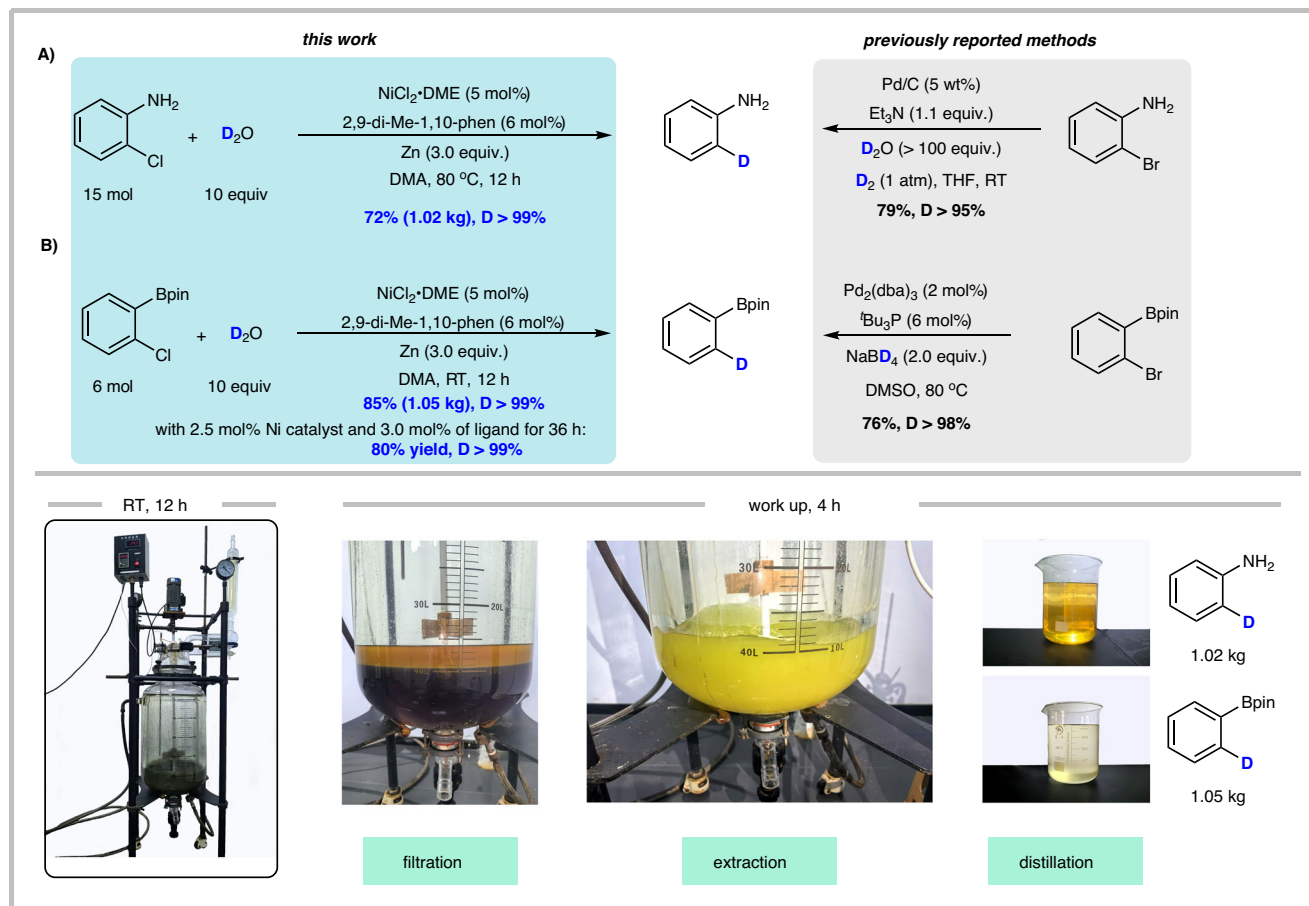 this work
previously reported methods
A)
NH2
Cl
+
D2O
15 mol
10 equiv
NiCl2•DME (5 mol%)
2,9-di-Me-1,10-phen (6 mol%)
Zn (3.0 equiv.)
DMA, 80 oC, 12 h
72% (1.02 kg), D > 99%
NH2
D
Pd/C (5 wt%)
Et3N (1.1 equiv.)
D2O (> 100 equiv.)
D2 (1 atm), THF, RT
79%, D > 95%
NH2
Br
B)
Bpin
Cl
+
D2O
6 mol
10 equiv
NiCl2•DME (5 mol%)
2,9-di-Me-1,10-phen (6 mol%)
Zn (3.0 equiv.)
DMA, RT, 12 h
85% (1.05 kg), D > 99%
with 2.5 mol% Ni catalyst and 3.0 mol% of ligand for 36 h:
80% yield, D > 99%
Bpin
D
Pd2(dba)3 (2 mol%)
tBu3P (6 mol%)
NaBD4 (2.0 equiv.)
DMSO, 80 oC
76%, D > 98%
Bpin
Br
RT, 12 h
work up, 4 h
30L
20L
30L
20L
40L
10L
NH2
D
1.02 kg
Bpin
D
1.05 kg
filtration
extraction
distillation